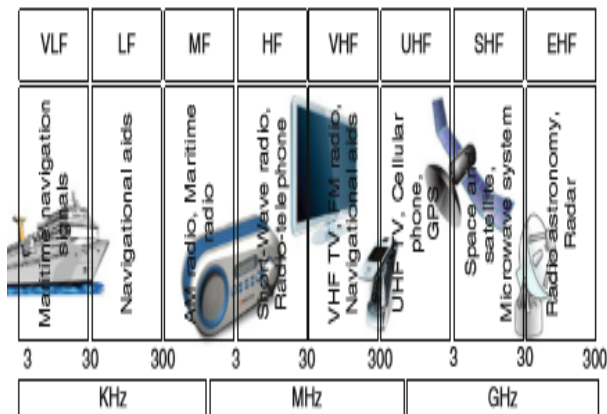 VLF LF MF HF VHF UHF SHF EHF
Maritime navigation
signals
Navigational aids
AM radio, Maritime
radio
Short-wave radio,
Radio-telephone
VHF TV, FM radio,
Navigational aids
UHF TV, Cellular
phone,
GPS
Space and
satellite,
Microwave system
Radio astronomy,
Radar
3 30 300 3 30 300 3 30 300
KHz MHz GHz